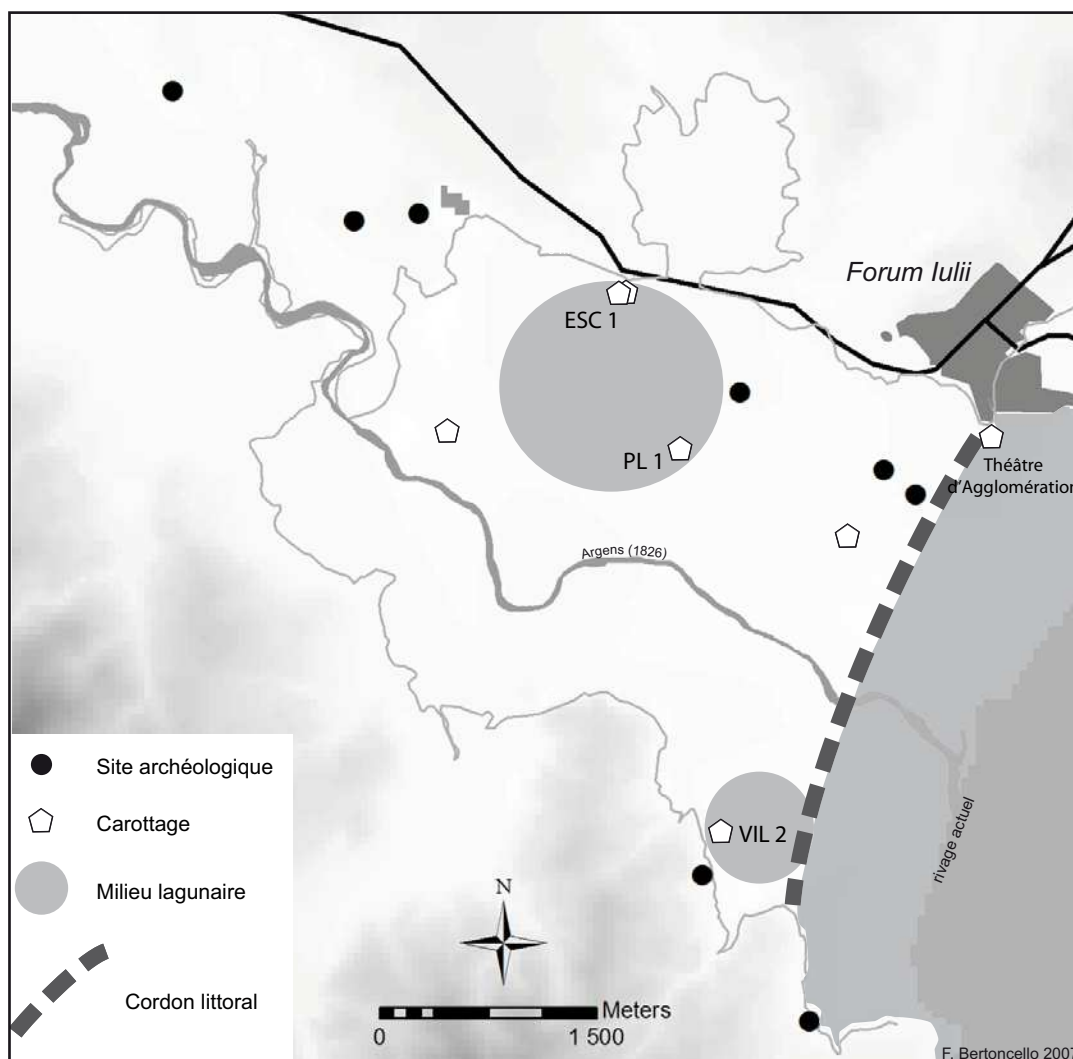 Forum Iulii
ESC 1
PL 1
Théâtre
d'Agglomération
Argens (1826)
VIL 2
rivage actuel
Site archéologique
Carottage
Milieu lagunaire
Cordon littoral
N
Meters
0 1 500
F. Bertoncello 2007